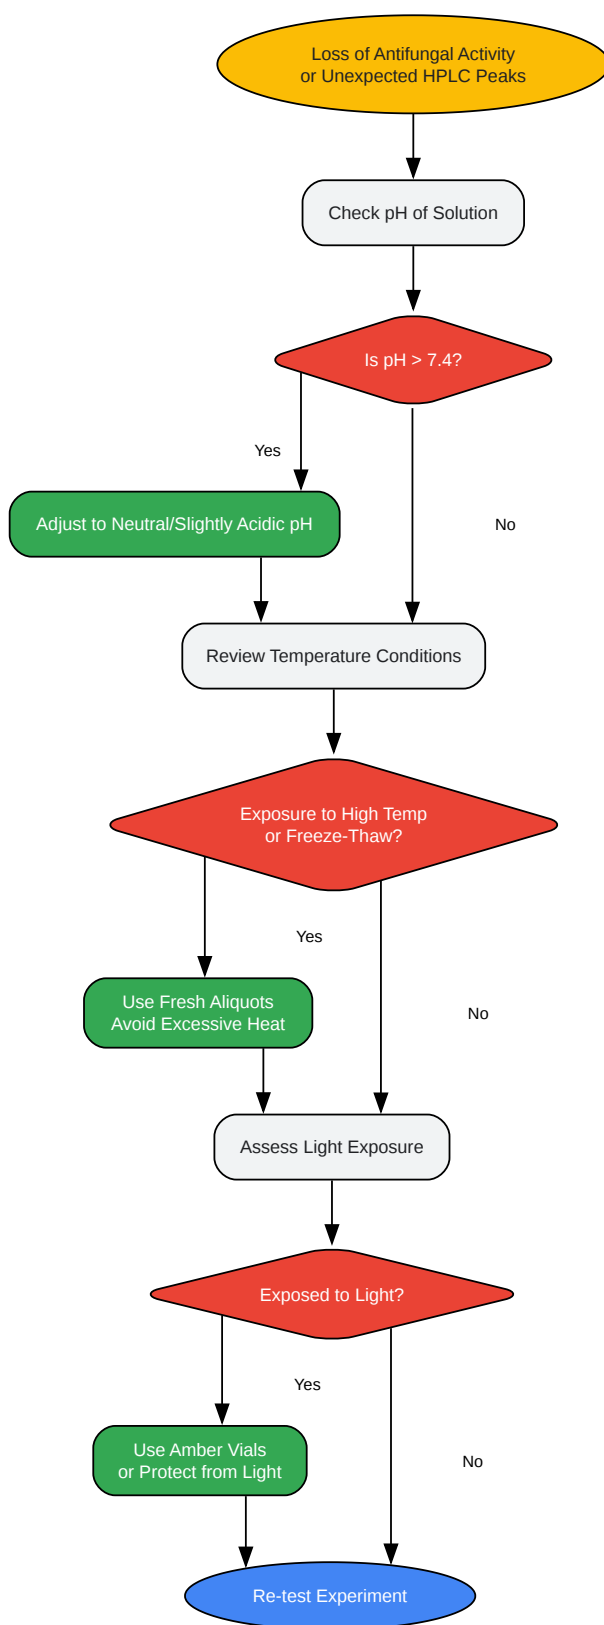 Loss of Antifungal Activity
or Unexpected HPLC Peaks
Check pH of Solution
Is pH > 7.4?
Yes
Adjust to Neutral/Slightly Acidic pH
No
Review Temperature Conditions
Exposure to High Temp
or Freeze-Thaw?
Yes
Use Fresh Aliquots
Avoid Excessive Heat
No
Assess Light Exposure
Exposed to Light?
Yes
Use Amber Vials
or Protect from Light
No
Re-test Experiment